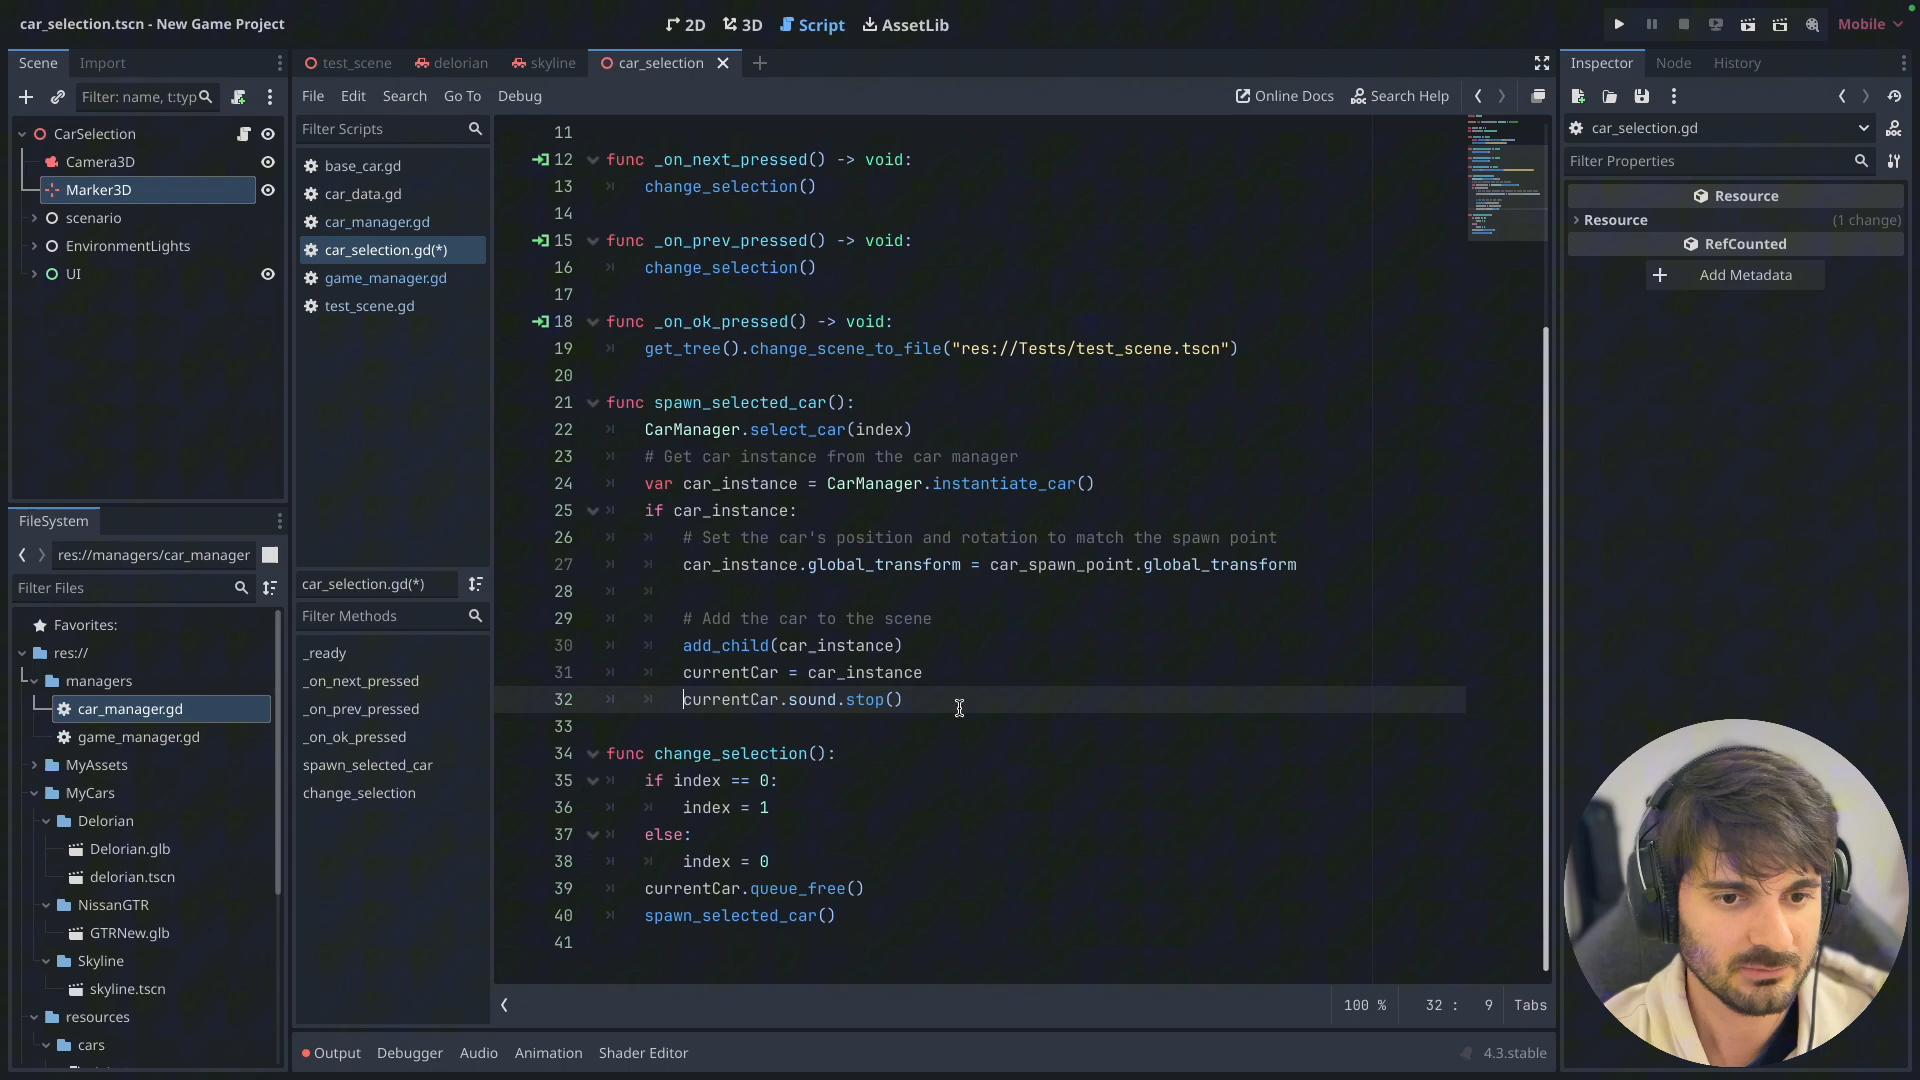 car_selection.tscn - New Game Project
2D
3D
Script
AssetLib
Mobile
Scene
Import
Filter: name, t:typ
CarSelection
Camera3D
Marker3D
scenario
EnvironmentLights
UI
FileSystem
res://managers/car_manager
Filter Files
Favorites:
res://
managers
car_manager.gd
game_manager.gd
MyAssets
MyCars
Delorian
Delorian.glb
delorian.tscn
NissanGTR
GTRNew.glb
Skyline
skyline.tscn
resources
cars
test_scene
delorian
skyline
car_selection
File
Edit
Search
Go To
Debug
Online Docs
Search Help
Filter Scripts
base_car.gd
car_data.gd
car_manager.gd
car_selection.gd(*)
game_manager.gd
test_scene.gd
car_selection.gd(*)
Filter Methods
_ready
_on_next_pressed
_on_prev_pressed
_on_ok_pressed
spawn_selected_car
change_selection
11
12 func _on_next_pressed() -> void:
13 change_selection()
14
15 func _on_prev_pressed() -> void:
16 change_selection()
17
18 func _on_ok_pressed() -> void:
19 get_tree().change_scene_to_file("res://Tests/test_scene.tscn")
20
21 func spawn_selected_car():
22 CarManager.select_car(index)
23 # Get car instance from the car manager
24 var car_instance = CarManager.instantiate_car()
25 if car_instance:
26 # Set the car's position and rotation to match the spawn point
27 car_instance.global_transform = car_spawn_point.global_transform
28
29 # Add the car to the scene
30 add_child(car_instance)
31 currentCar = car_instance
32 currentCar.sound.stop()
33
34 func change_selection():
35 if index == 0:
36 index = 1
37 else:
38 index = 0
39 currentCar.queue_free()
40 spawn_selected_car()
41
100 %
32 : 9
Tabs
Output
Debugger
Audio
Animation
Shader Editor
4.3.stable
Inspector
Node
History
car_selection.gd
Filter Properties
Resource
Resource
(1 change)
RefCounted
Add Metadata